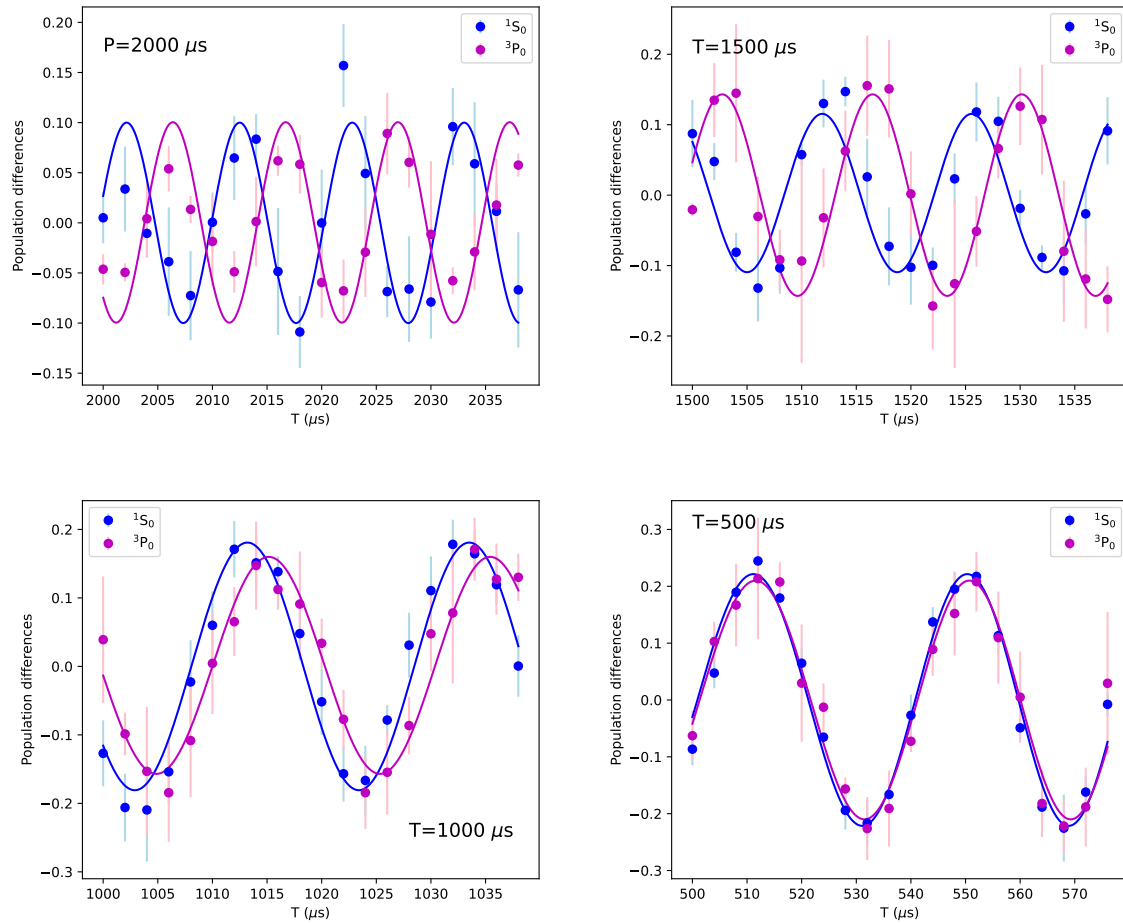 P=2000 μs
¹S₀
³P₀
Population differences
0.20
0.15
0.10
0.05
0.00
−0.05
−0.10
−0.15
2000 2005 2010 2015 2020 2025 2030 2035
T (μs)
T=1500 μs
¹S₀
³P₀
Population differences
0.2
0.1
0.0
−0.1
−0.2
1500 1505 1510 1515 1520 1525 1530 1535
T (μs)
¹S₀
³P₀
T=1000 μs
Population differences
0.2
0.1
0.0
−0.1
−0.2
−0.3
1000 1005 1010 1015 1020 1025 1030 1035
T (μs)
T=500 μs
¹S₀
³P₀
Population differences
0.3
0.2
0.1
0.0
−0.1
−0.2
−0.3
500 510 520 530 540 550 560 570
T (μs)